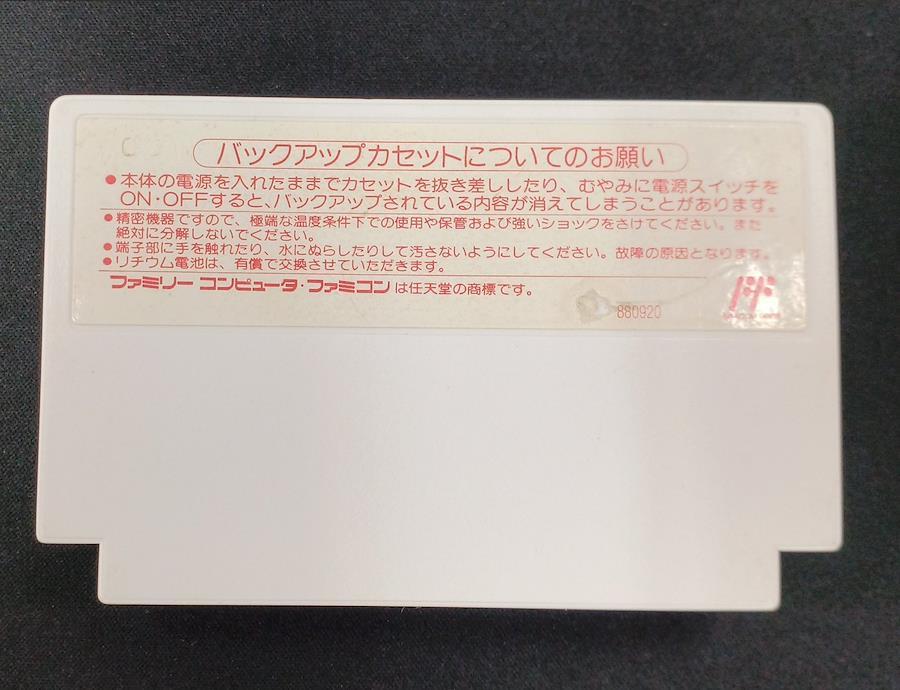 バックアップカセットについてのお願い
●本体の電源を入れたままでカセットを抜き差ししたり、むやみに電源スイッチを
ON・OFFすると、バックアップされている内容が消えてしまうことがあります。
●精密機器ですので、極端な温度条件下での使用や保管および強いショックをさけてください。また
絶対に分解しないでください。
●端子部に手を触れたり、水にぬらしたりして汚さないようにしてください。故障の原因となります。
●リチウム電池は、有償で交換させていただきます。
ファミリー コンピュータ・ファミコンは任天堂の商標です。
880920